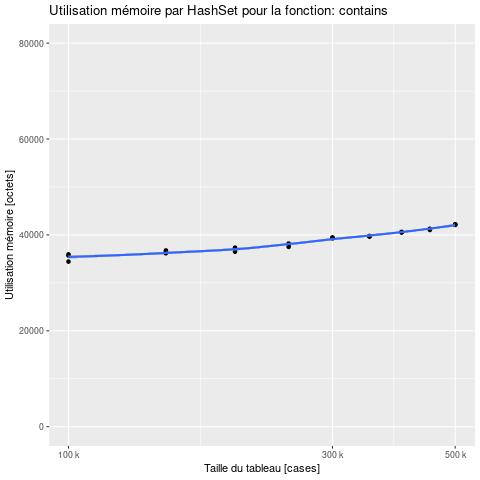 Utilisation mémoire par HashSet pour la fonction: contains
Utilisation mémoire [octets]
80000
60000
40000
20000
0
100 k
300 k
500 k
Taille du tableau [cases]